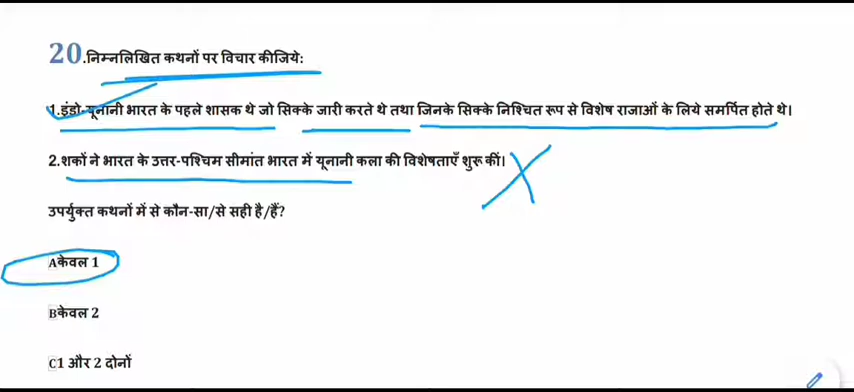 20.निम्नलिखित कथनों पर विचार कीजिये:
1.इंडो-यूनानी भारत के पहले शासक थे जो सिक्के जारी करते थे तथा जिनके सिक्के निश्चित रूप से विशेष राजाओं के लिये समर्पित होते थे।
2.शकों ने भारत के उत्तर-पश्चिम सीमांत भारत में यूनानी कला की विशेषताएँ शुरू कीं।
उपर्युक्त कथनों में से कौन-सा/से सही है/हैं?
Aकेवल 1
Bकेवल 2
C1 और 2 दोनों